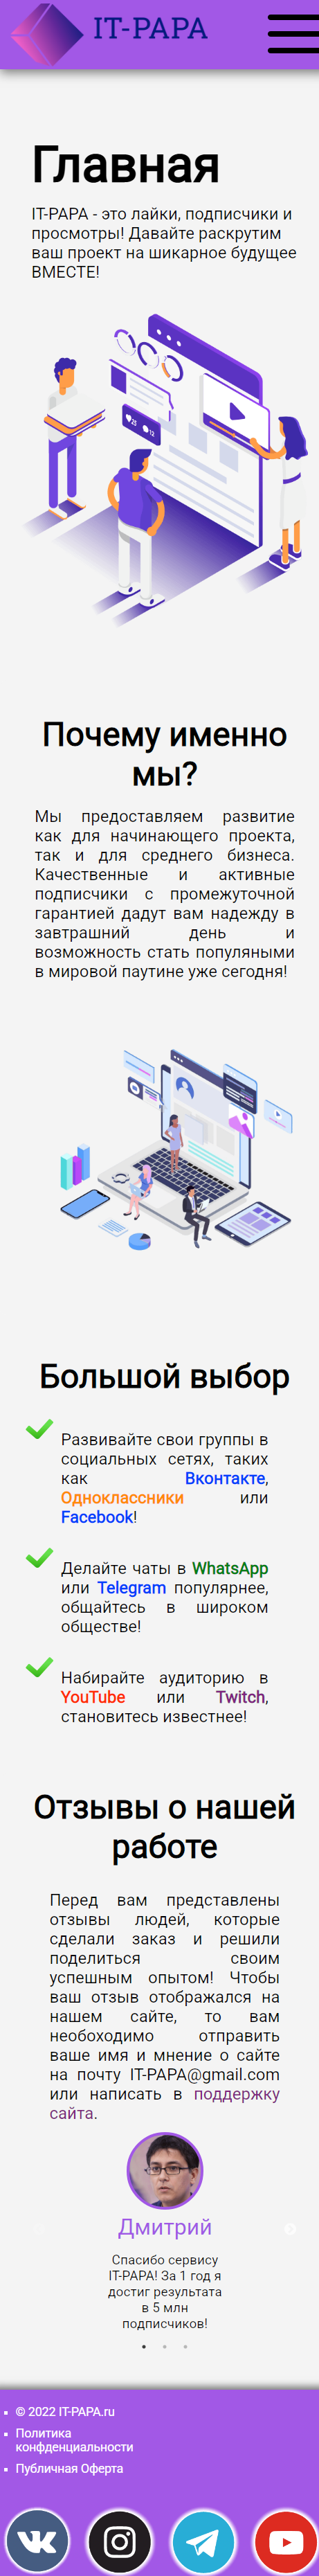 IT-PAPA
Главная
IT-PAPA - это лайки, подписчики и
просмотры! Давайте раскрутим
ваш проект на шикарное будущее
ВМЕСТЕ!
25
12
Почему именно
мы?
Мы предоставляем развитие
как для начинающего проекта,
так и для среднего бизнеса.
Качественные и активные
подписчики с промежуточной
гарантией дадут вам надежду в
завтрашний день и
возможность стать популяными
в мировой паутине уже сегодня!
Большой выбор
Развивайте свои группы в
социальных сетях, таких
как Вконтакте,
Одноклассники или
Facebook!
Делайте чаты в WhatsApp
или Telegram популярнее,
общайтесь в широком
обществе!
Набирайте аудиторию в
YouTube или Twitch,
становитесь известнее!
Отзывы о нашей
работе
Перед вам представлены
отзывы людей, которые
сделали заказ и решили
поделиться своим
успешным опытом! Чтобы
ваш отзыв отображался на
нашем сайте, то вам
необоходимо отправить
ваше имя и мнение о сайте
на почту IT-PAPA@gmail.com
или написать в поддержку
сайта.
Дмитрий
Спасибо сервису
IT-PAPA! За 1 год я
достиг результата
в 5 млн
подписчиков!
© 2022 IT-PAPA.ru
Политика
конфденциальности
Публичная Оферта